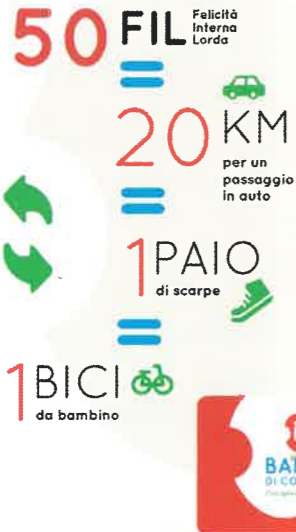 50 FIL Felicità
Interna
Lorda
=
20 KM
per un
passaggio
in auto
=
1 PAIO
di scarpe
=
1 BICI
da bambino